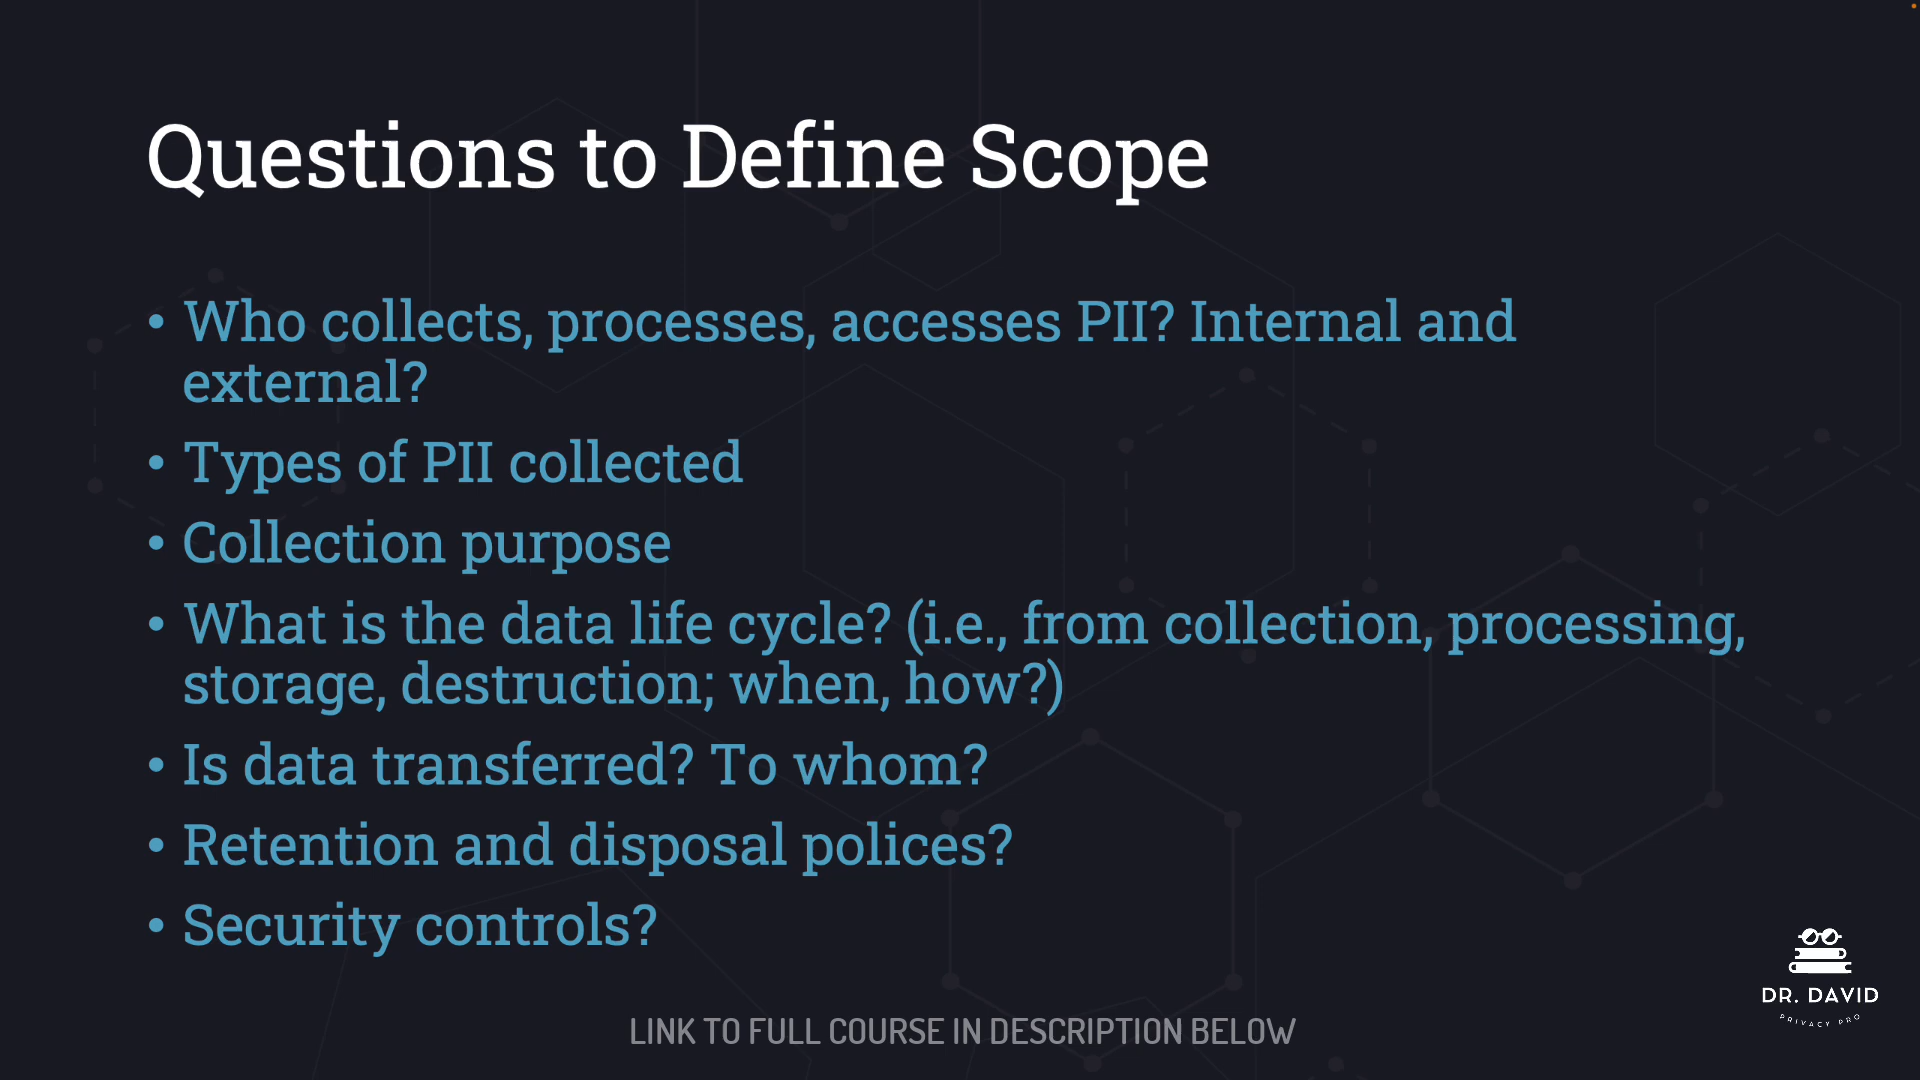 Questions to Define Scope
• Who collects, processes, accesses PII? Internal and
external?
• Types of PII collected
• Collection purpose
• What is the data life cycle? (i.e., from collection, processing,
storage, destruction; when, how?)
• Is data transferred? To whom?
• Retention and disposal polices?
• Security controls?
DR. DAVID
PRIVACY PRO
LINK TO FULL COURSE IN DESCRIPTION BELOW